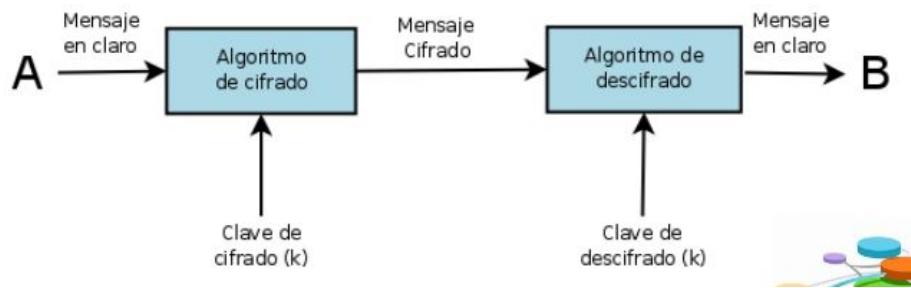 Mensaje
en claro
A
Algoritmo
de cifrado
Mensaje
Cifrado
Algoritmo de
descifrado
Mensaje
en claro
B
Clave de
cifrado (k)
Clave de
descifrado (k)